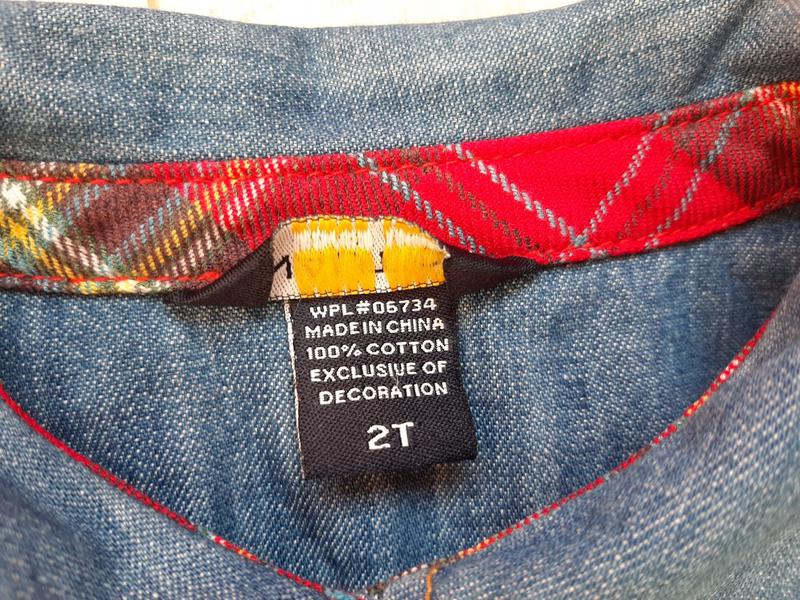 WPL#06734
MADE IN CHINA
100% COTTON
EXCLUSIVE OF
DECORATION
2T